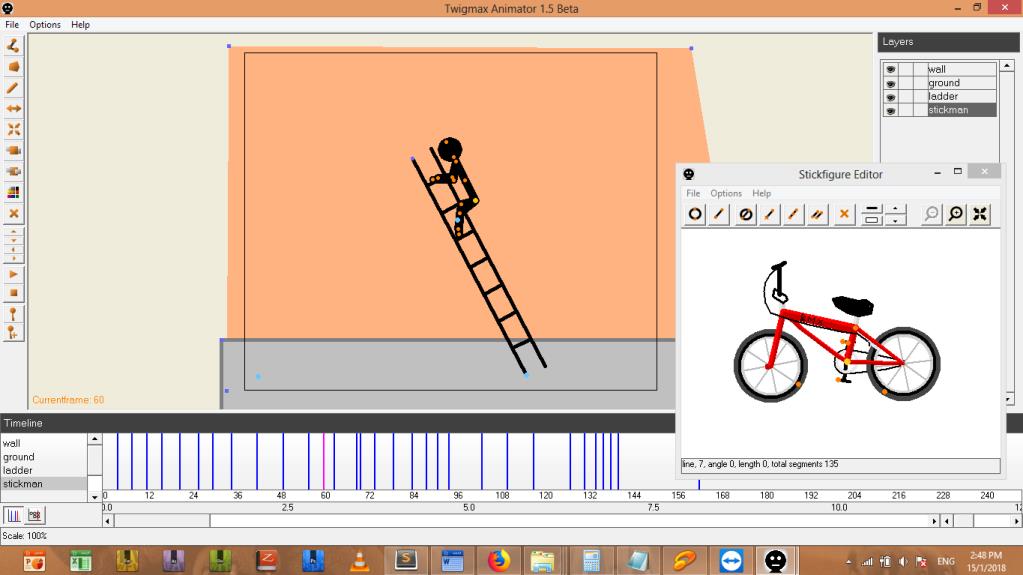 Twigmax Animator 1.5 Beta
File Options Help
Layers
wall
ground
ladder
stickman
Stickfigure Editor
File Options Help
line, 7, angle 0, length 0, total segments 135
Currentframe: 60
Timeline
wall
ground
ladder
stickman
0 12 24 36 48 60 72 84 96 108 120 132 144 156 168 180 192 204 216 228 240
0.0 2.5 5.0 7.5 10.0 12
Scale: 100%
ENG
2:48 PM
15/1/2018